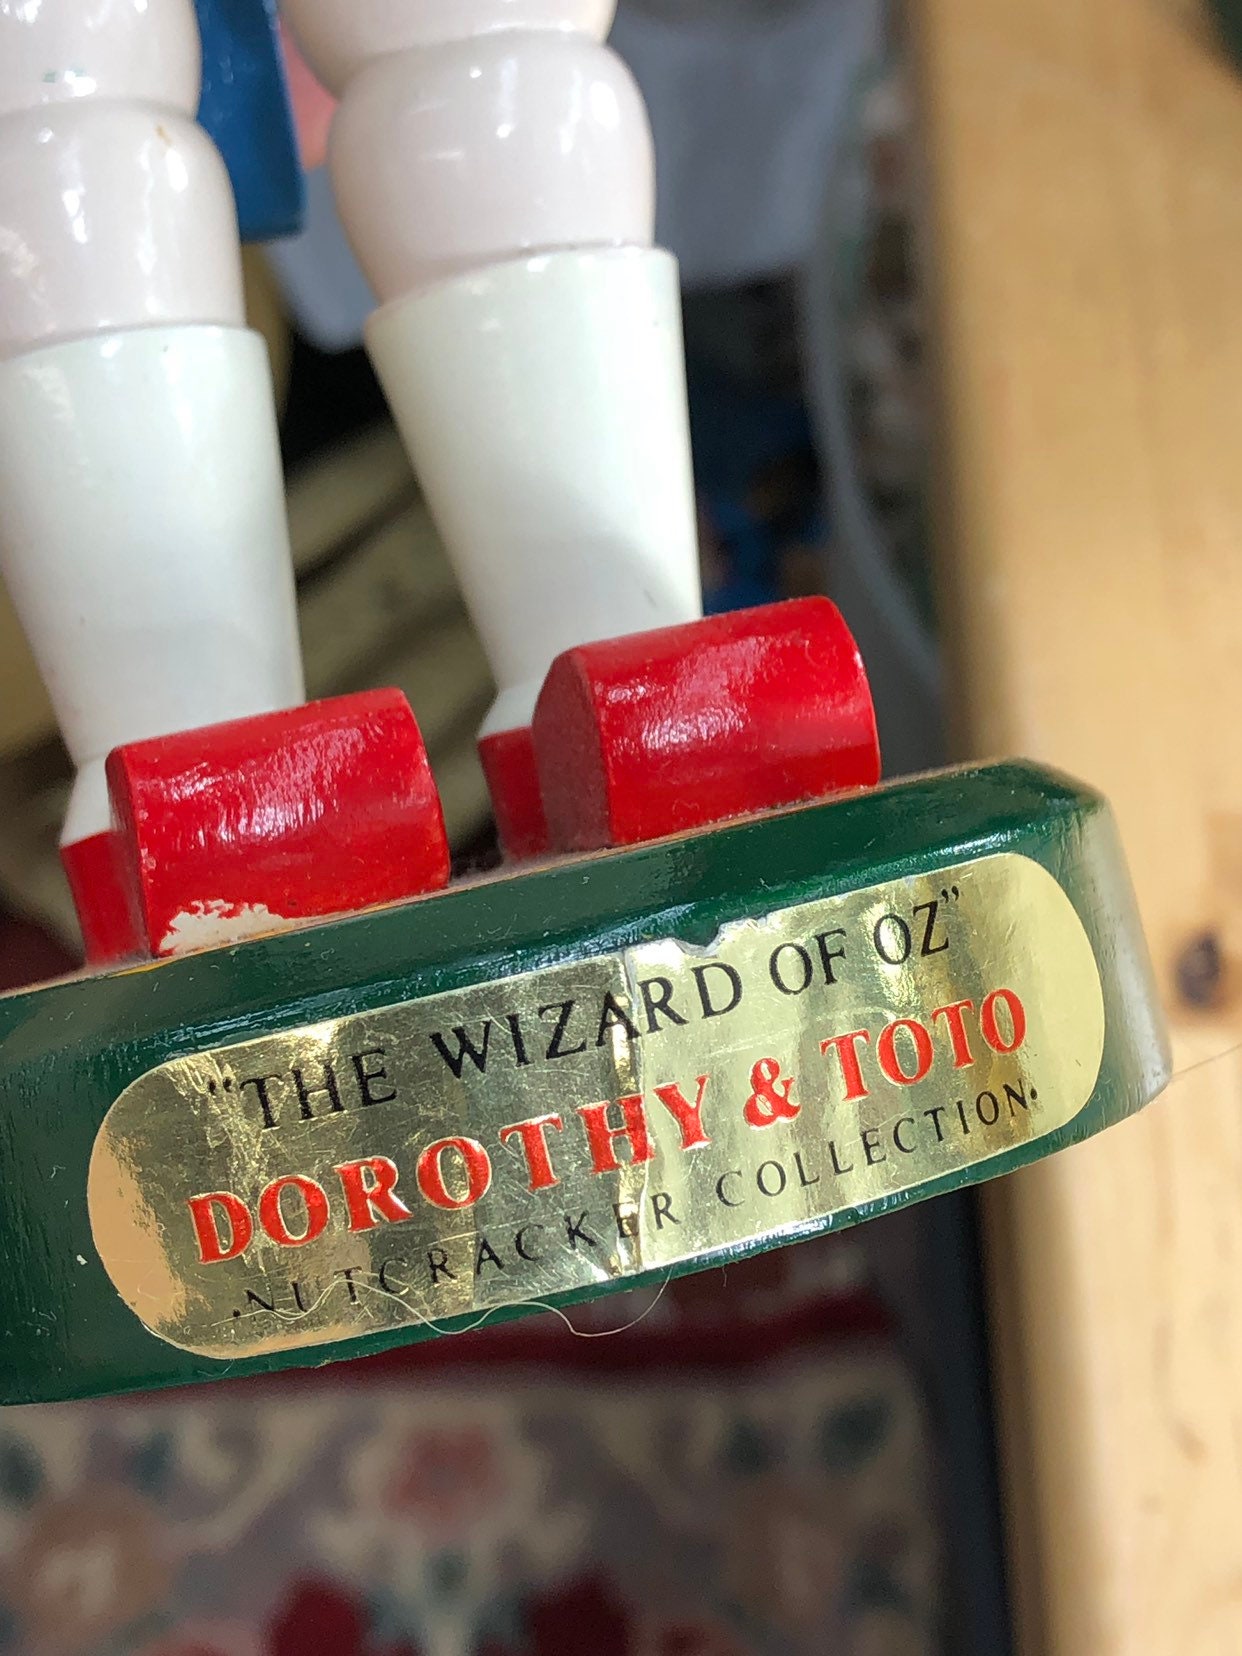 "THE WIZARD OF OZ"
DOROTHY & TOTO
.NUTCRACKER COLLECTION.